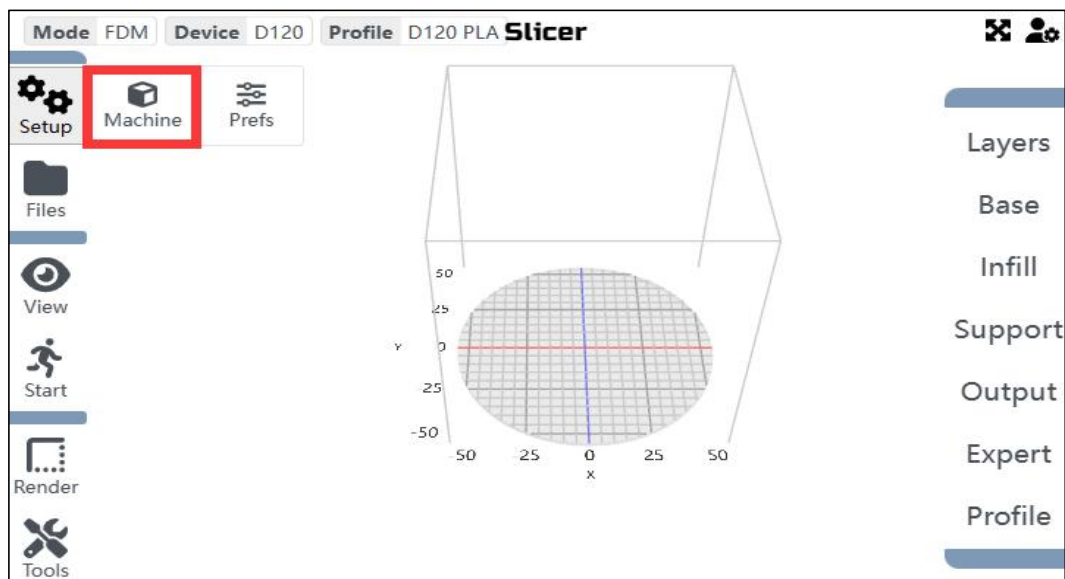 Mode FDM Device D120 Profile D120 PLA Slicer
Setup
Machine
Prefs
Files
View
Start
Render
Tools
50
25
Y 0
25
-50
50 25 0 25 50
X
Layers
Base
Infill
Support
Output
Expert
Profile